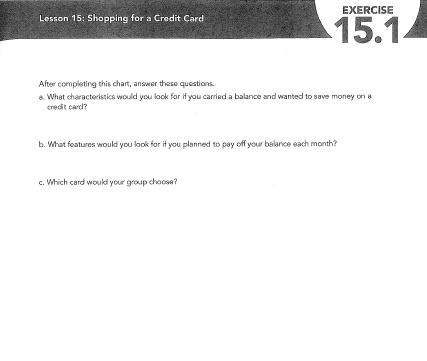 Lesson 15: Shopping for a Credit Card
EXERCISE
15.1
After completing this chart, answer these questions.
a. What characteristics would you look for if you carried a balance and wanted to save money on a
credit card?
b. What features would you look for if you planned to pay off your balance each month?
c. Which card would your group choose?